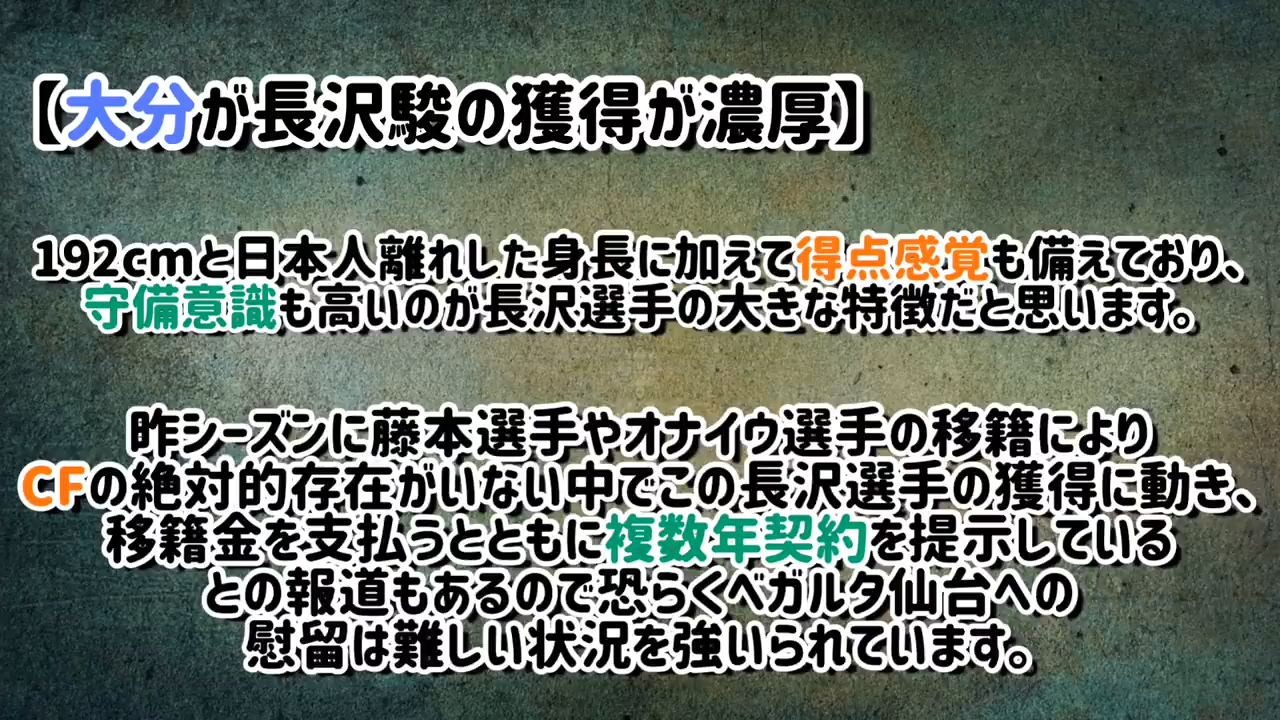 【大分が長沢駿の獲得が濃厚】
192cmと日本人離れした身長に加えて得点感覚も備えており、
守備意識も高いのが長沢選手の大きな特徴だと思います。
昨シーズンに藤本選手やオナイウ選手の移籍により
CFの絶対的存在がいない中でこの長沢選手の獲得に動き、
移籍金を支払うとともに複数年契約を提示している
との報道もあるので恐らくベガルタ仙台への
慰留は難しい状況を強いられています。